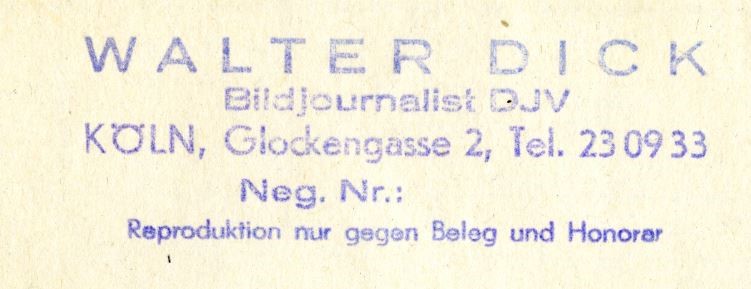 WALTER DICK
Bildjournalist DJV
KÖLN, Glockengasse 2, Tel. 23 09 33
Neg. Nr.:
Reproduktion nur gegen Beleg und Honorar